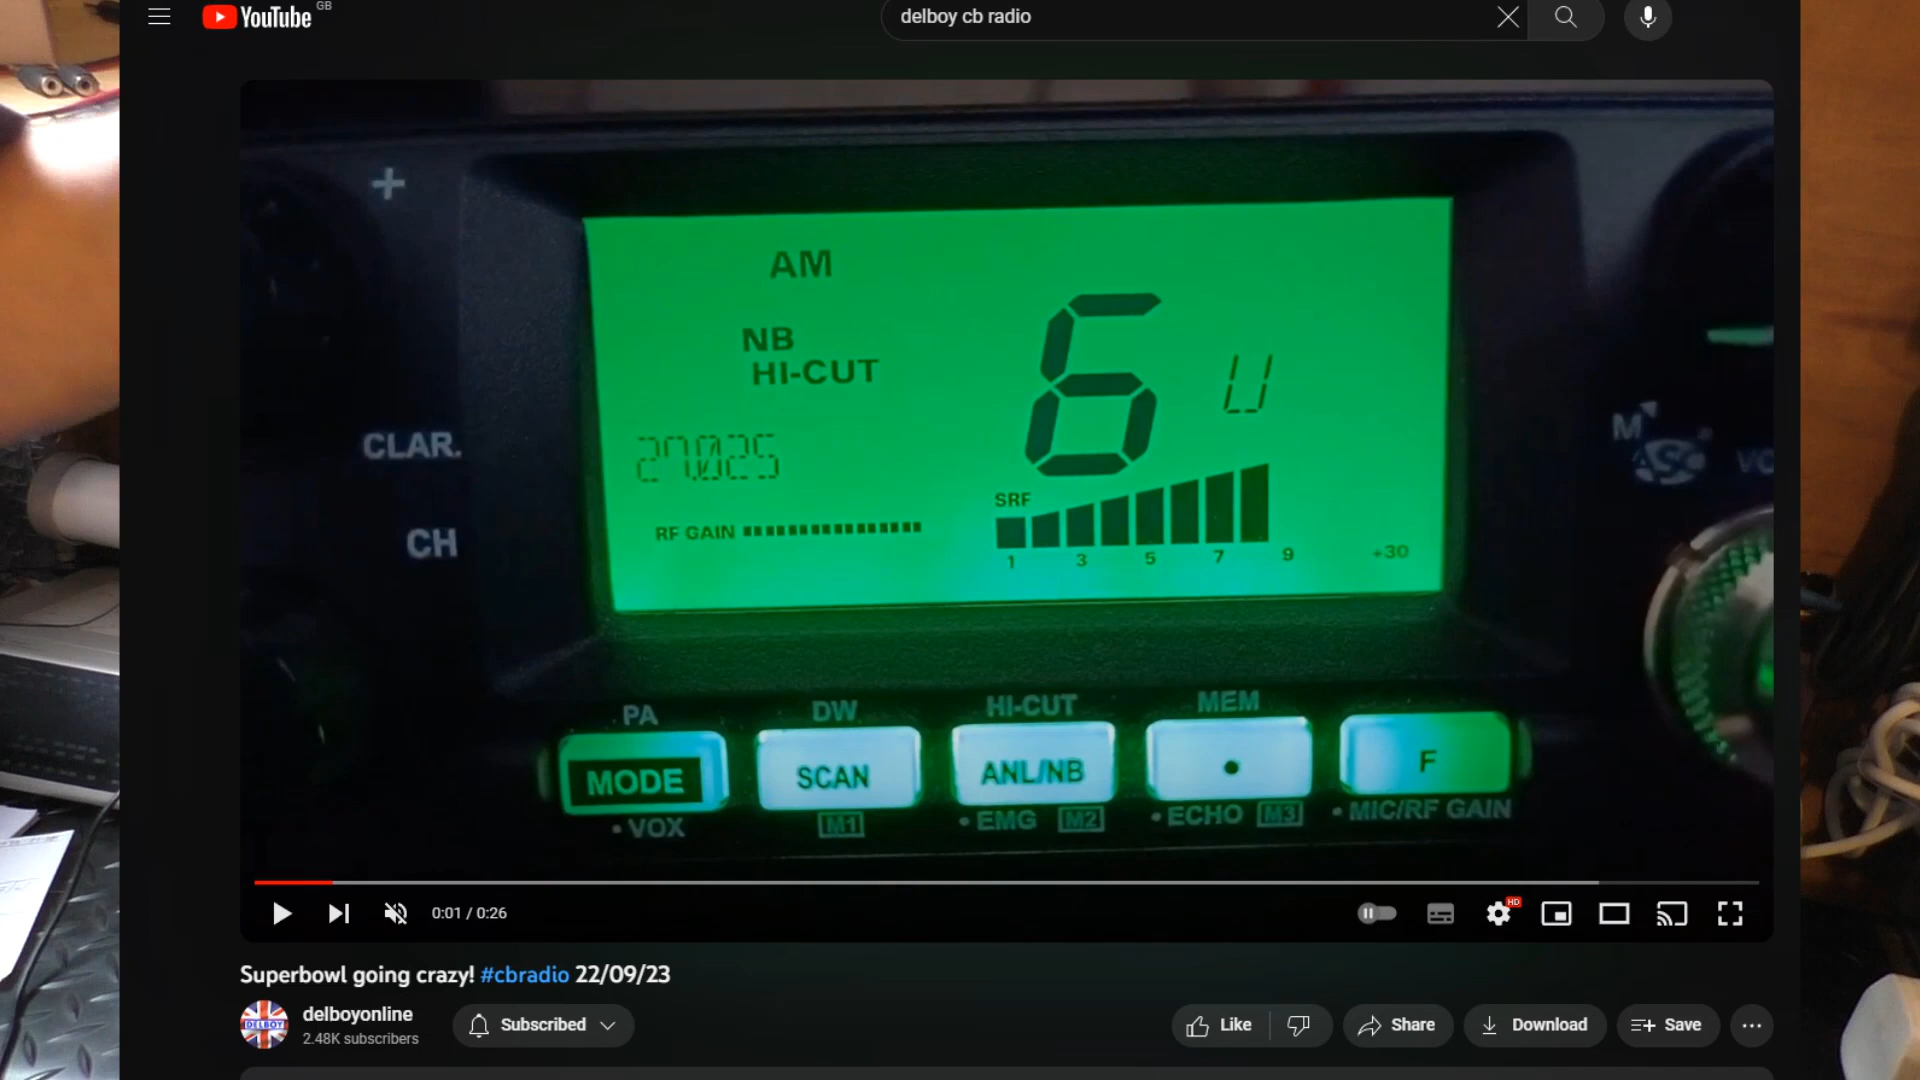 YouTube GB
delboy cb radio
AM
NB
HI-CUT
6 U
27.025
SRF
RF GAIN
1 3 5 7 9 +30
CLAR.
CH
M
ASC
PA DW HI-CUT MEM
MODE SCAN ANL/NB • F
• VOX M1 • EMG M2 • ECHO M3 • MIC/RF GAIN
0:01 / 0:26
HD
Superbowl going crazy! #cbradio 22/09/23
DELBOY
delboyonline
2.48K subscribers
Subscribed
Like Share Download Save